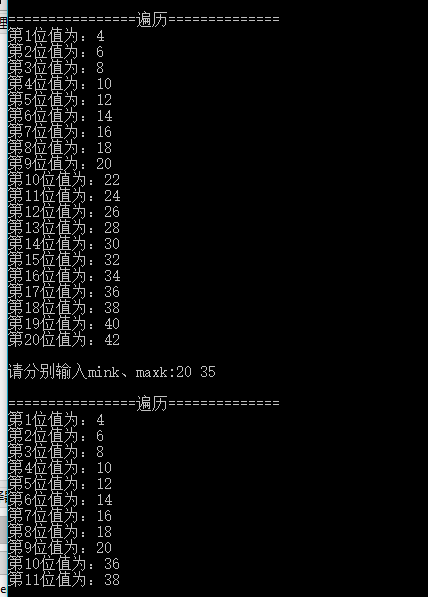 ================遍历==============
第1位值为：4
第2位值为：6
第3位值为：8
第4位值为：10
第5位值为：12
第6位值为：14
第7位值为：16
第8位值为：18
第9位值为：20
第10位值为：22
第11位值为：24
第12位值为：26
第13位值为：28
第14位值为：30
第15位值为：32
第16位值为：34
第17位值为：36
第18位值为：38
第19位值为：40
第20位值为：42
请分别输入mink、maxk:20 35
================遍历==============
第1位值为：4
第2位值为：6
第3位值为：8
第4位值为：10
第5位值为：12
第6位值为：14
第7位值为：16
第8位值为：18
第9位值为：20
第10位值为：36
第11位值为：38